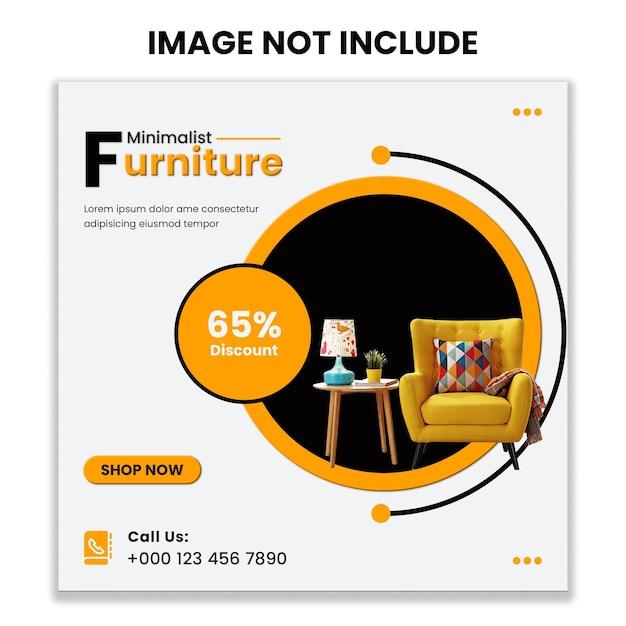 IMAGE NOT INCLUDE
Minimalist
Furniture
Lorem ipsum dolor amet consectetur
adipisicing eiusmod tempor
65%
Discount
SHOP NOW
Call Us:
+000 123 456 7890